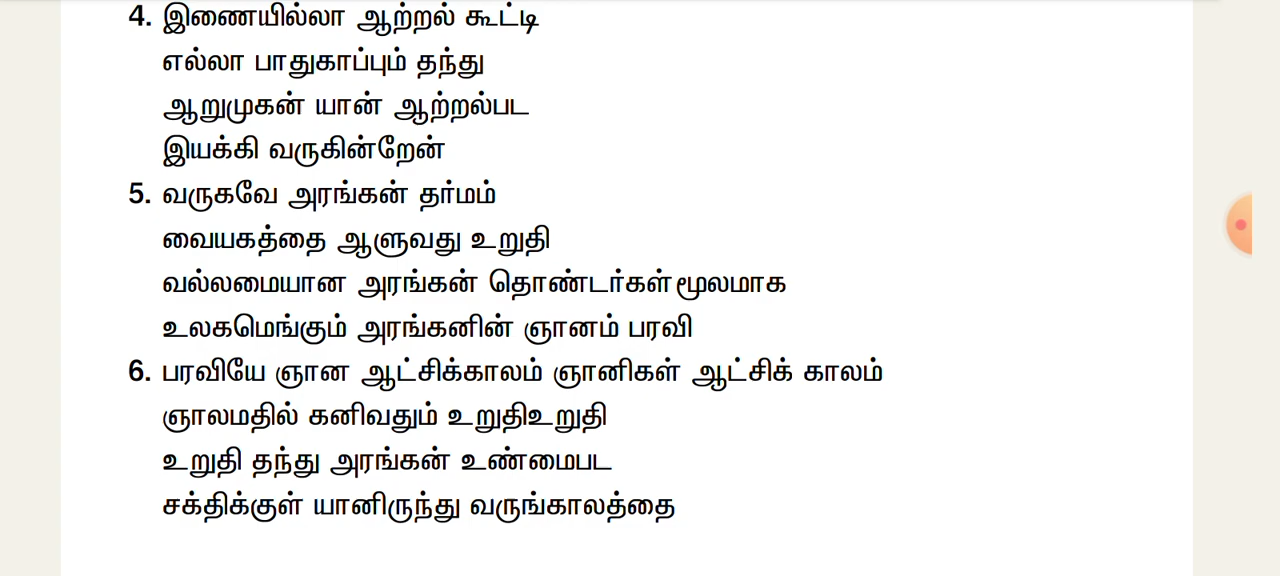 4. இணையில்லா ஆற்றல் கூட்டி
எல்லா பாதுகாப்பும் தந்து
ஆறுமுகன் யான் ஆற்றல்பட
இயக்கி வருகின்றேன்
5. வருகவே அரங்கன் தர்மம்
வையகத்தை ஆளுவது உறுதி
வல்லமையான அரங்கன் தொண்டர்கள் மூலமாக
உலகமெங்கும் அரங்கனின் ஞானம் பரவி
6. பரவியே ஞான ஆட்சிக்காலம் ஞானிகள் ஆட்சிக் காலம்
ஞாலமதில் கனிவதும் உறுதிஉறுதி
உறுதி தந்து அரங்கன் உண்மைபட
சக்திக்குள் யானிருந்து வருங்காலத்தை